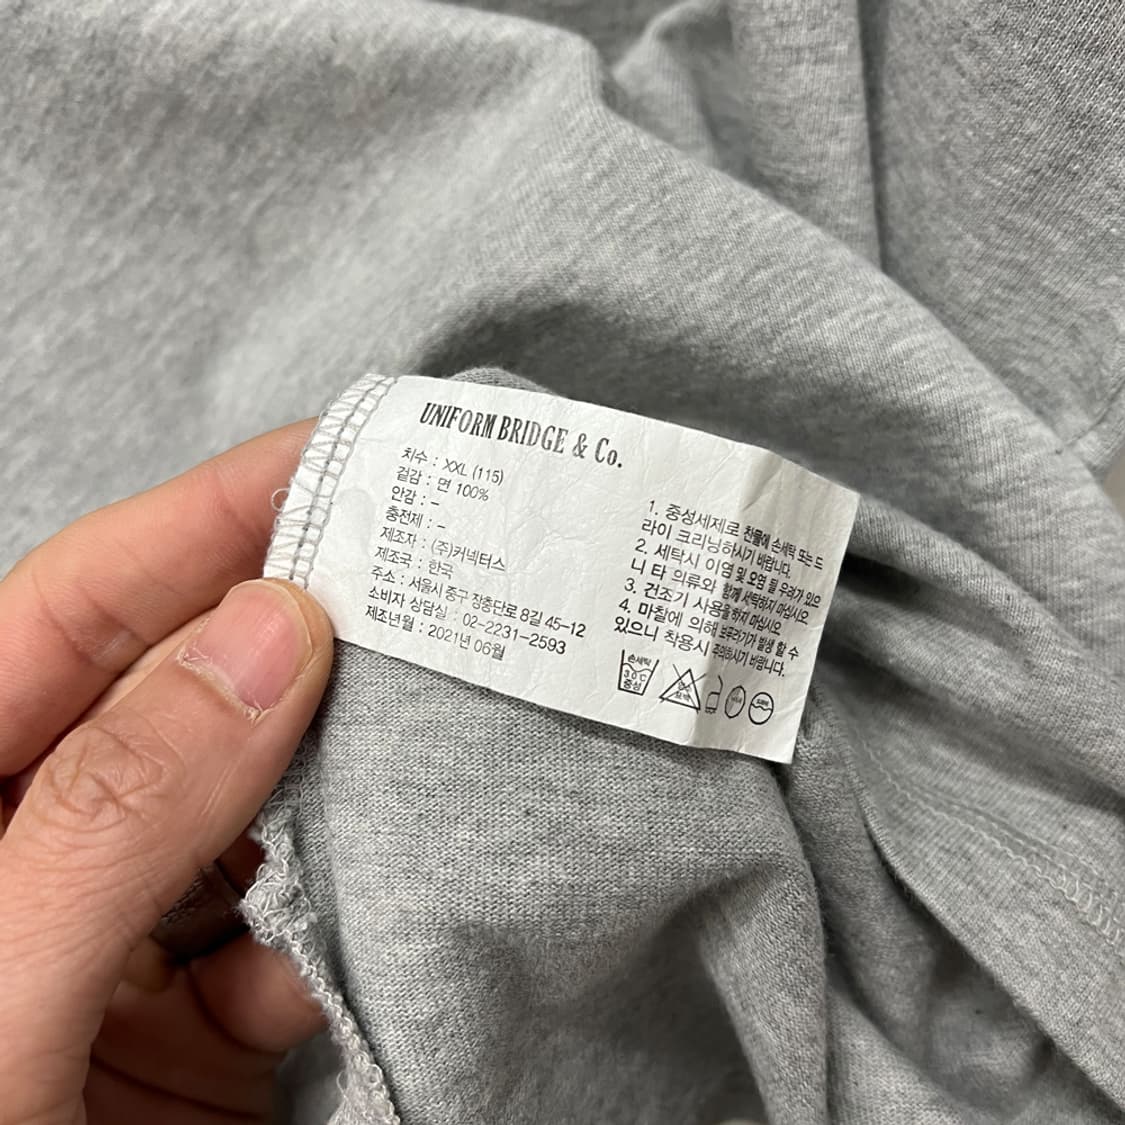 UNIFORM BRIDGE & Co.
치수 : XXL (115)
겉감 : 면 100%
안감 : –
충전체 : –
제조자 : (주)커넥터스
제조국 : 한국
주소 : 서울시 중구 장충단로 8길 45-12
소비자 상담실 : 02-2231-2593
제조년월 : 2021년 06월
1. 중성세제로 찬물에 손세탁 또는 드
라이 크리닝하시기 바랍니다.
2. 세탁시 이염 및 오염 될 우려가 있으
니 타 의류와 함께 세탁하지 마십시오.
3. 건조기 사용을 하지 마십시오
4. 마찰에 의해 보푸라기가 발생 할 수
있으니 착용시 주의하시기 바랍니다.
손세탁
30℃
중성